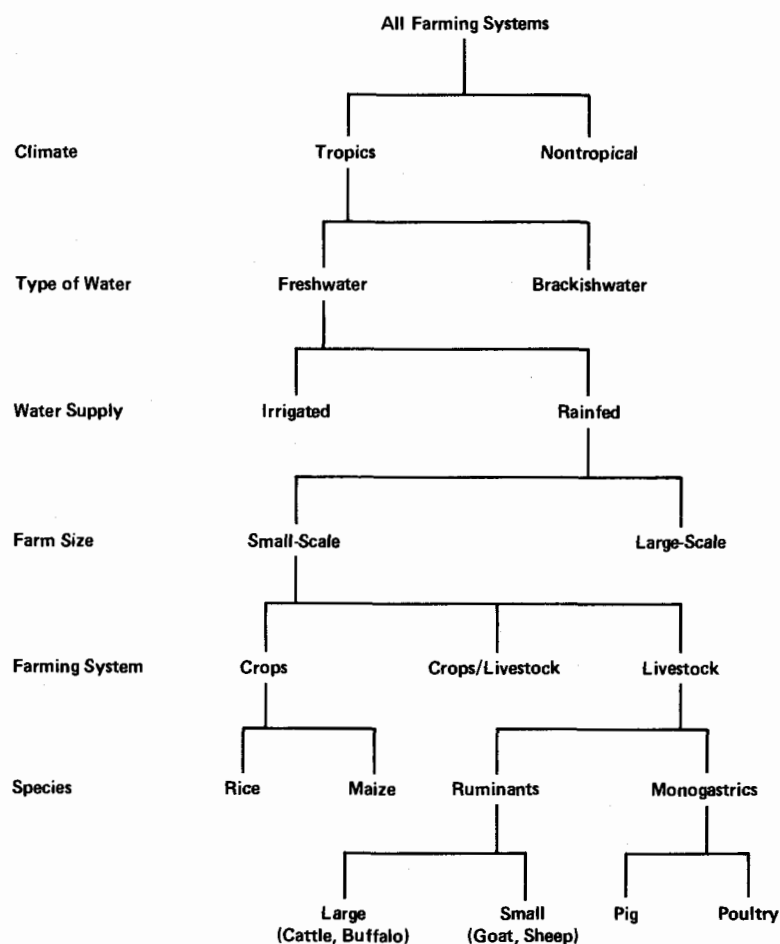 All Farming Systems
Climate Tropics Nontropical
Type of Water Freshwater Brackishwater
Water Supply Irrigated Rainfed
Farm Size Small-Scale Large-Scale
Farming System Crops Crops/Livestock Livestock
Species Rice Maize Ruminants Monogastrics
Large Small Pig Poultry
(Cattle, Buffalo) (Goat, Sheep)